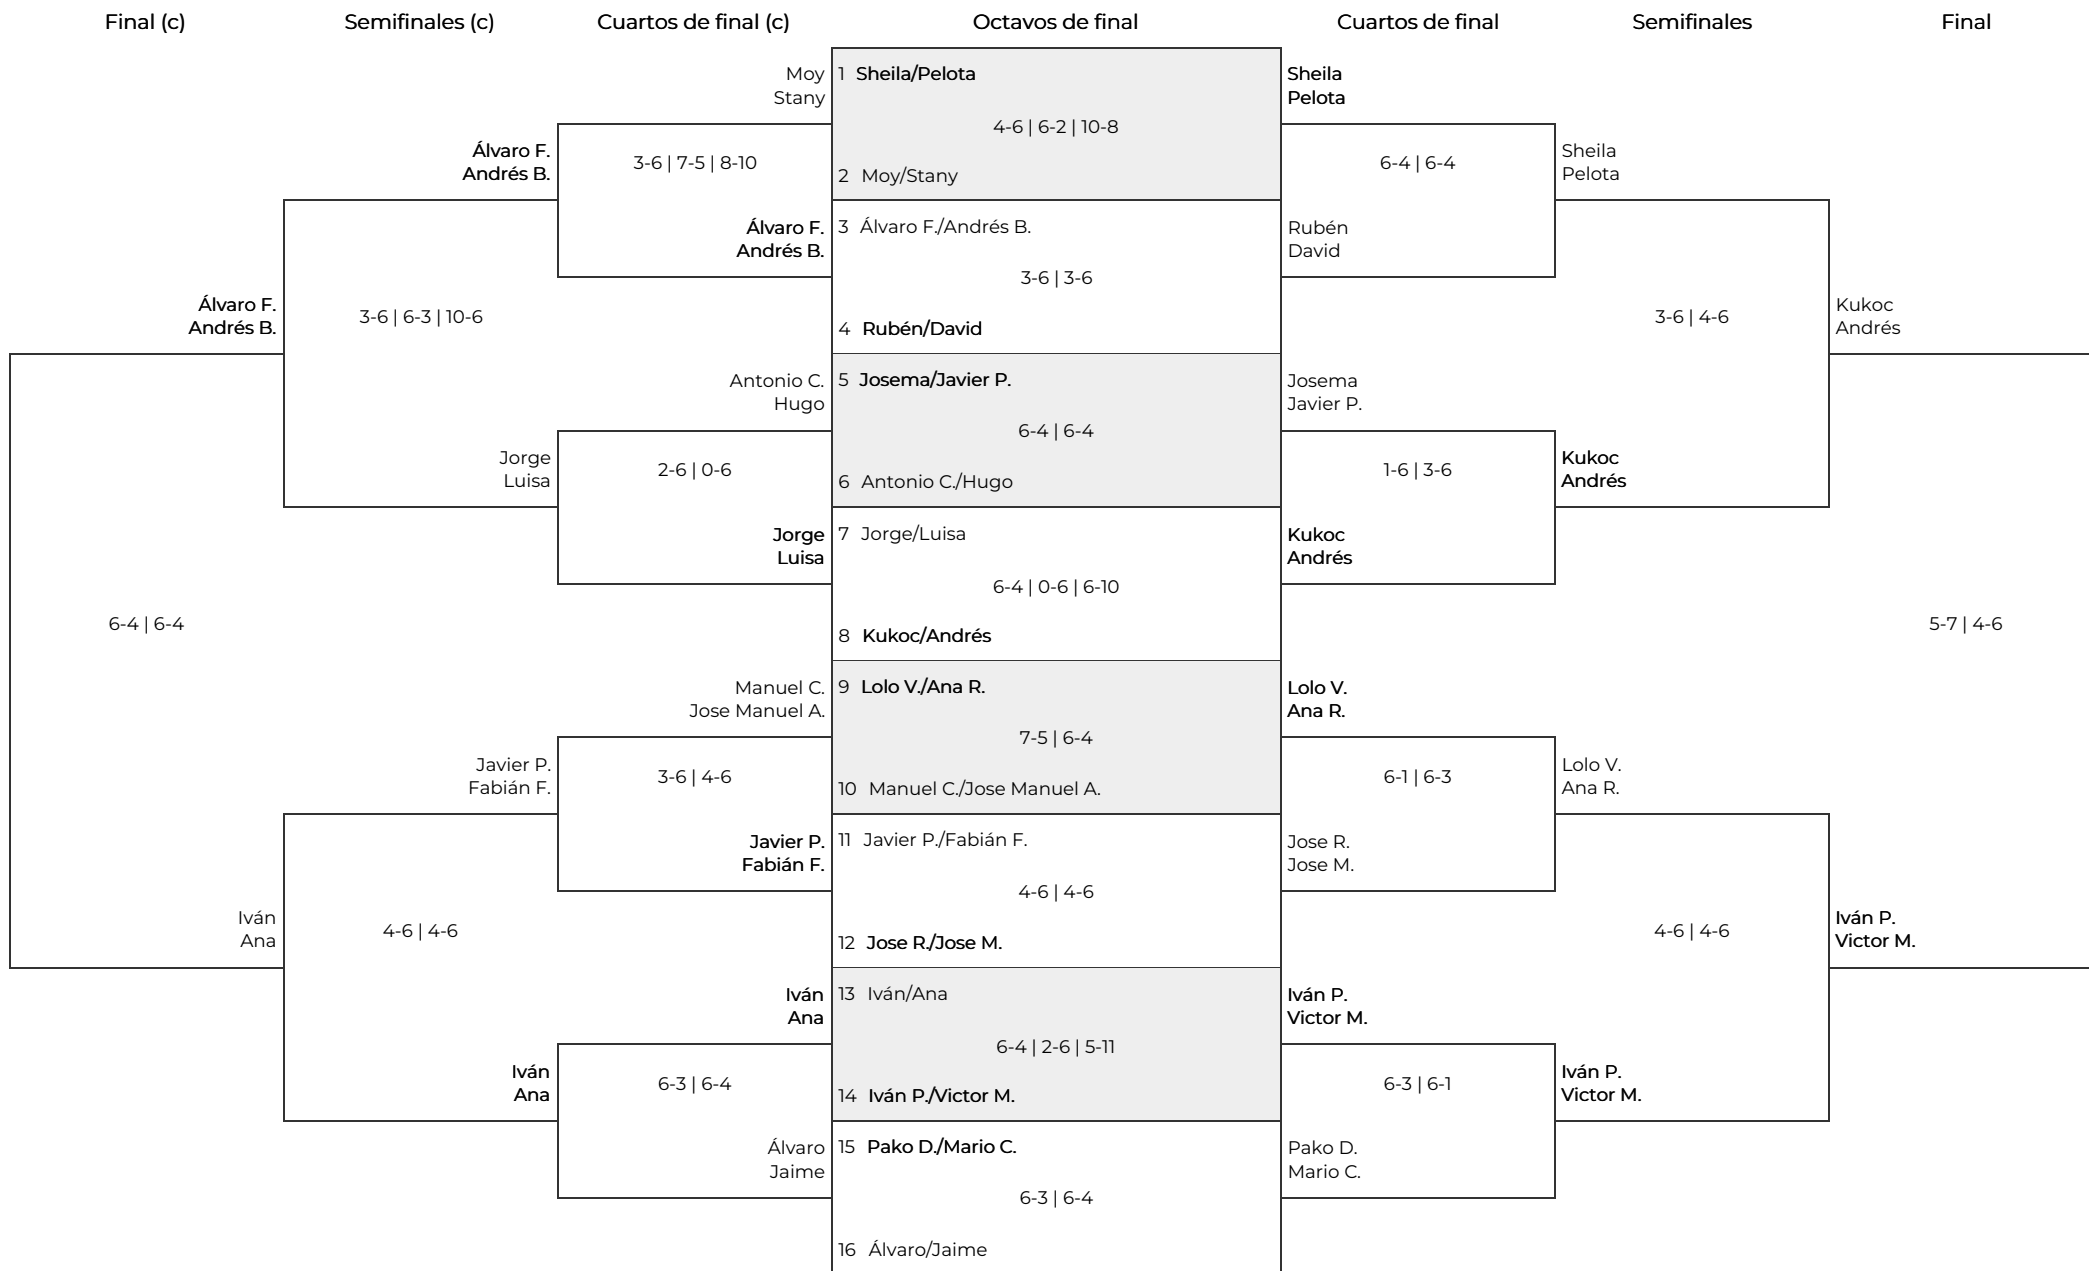 Final (c)
Semifinales (c)
Cuartos de final (c)
Octavos de final
Cuartos de final
Semifinales
Final
Álvaro F.
Andrés B.
6-4 | 6-4
Iván
Ana
Álvaro F.
Andrés B.
3-6 | 6-3 | 10-6
Jorge
Luisa
Javier P.
Fabián F.
4-6 | 4-6
Iván
Ana
Moy
Stany
3-6 | 7-5 | 8-10
Álvaro F.
Andrés B.
Antonio C.
Hugo
2-6 | 0-6
Jorge
Luisa
Manuel C.
Jose Manuel A.
3-6 | 4-6
Javier P.
Fabián F.
Iván
Ana
6-3 | 6-4
Álvaro
Jaime
1 Sheila/Pelota
4-6 | 6-2 | 10-8
2 Moy/Stany
3 Álvaro F./Andrés B.
3-6 | 3-6
4 Rubén/David
5 Josema/Javier P.
6-4 | 6-4
6 Antonio C./Hugo
7 Jorge/Luisa
6-4 | 0-6 | 6-10
8 Kukoc/Andrés
9 Lolo V./Ana R.
7-5 | 6-4
10 Manuel C./Jose Manuel A.
11 Javier P./Fabián F.
4-6 | 4-6
12 Jose R./Jose M.
13 Iván/Ana
6-4 | 2-6 | 5-11
14 Iván P./Victor M.
15 Pako D./Mario C.
6-3 | 6-4
16 Álvaro/Jaime
Sheila
Pelota
6-4 | 6-4
Rubén
David
Josema
Javier P.
1-6 | 3-6
Kukoc
Andrés
Lolo V.
Ana R.
6-1 | 6-3
Jose R.
Jose M.
Iván P.
Victor M.
6-3 | 6-1
Pako D.
Mario C.
Sheila
Pelota
3-6 | 4-6
Kukoc
Andrés
Lolo V.
Ana R.
4-6 | 4-6
Iván P.
Victor M.
Kukoc
Andrés
5-7 | 4-6
Iván P.
Victor M.